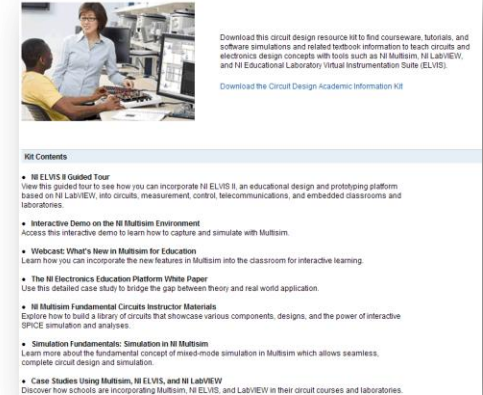 Download this circuit design resource kit to find courseware, tutorials, and
software simulations and related textbook information to teach circuits and
electronics design concepts with tools such as NI Multisim, NI LabVIEW,
and NI Educational Laboratory Virtual Instrumentation Suite (ELVIS).
Download the Circuit Design Academic Information Kit
Kit Contents
• NI ELVIS II Guided Tour
View this guided tour to see how you can incorporate NI ELVIS II, an educational design and prototyping platform
based on NI LabVIEW, into circuits, measurement, control, telecommunications, and embedded classrooms and
laboratories.
• Interactive Demo on the NI Multisim Environment
Access this interactive demo to learn how to capture and simulate with Multisim.
• Webcast: What's New in Multisim for Education
Learn how you can incorporate the new features in Multisim into the classroom for interactive learning.
• The NI Electronics Education Platform White Paper
Use this detailed case study to bridge the gap between theory and real world application.
• NI Multisim Fundamental Circuits Instructor Materials
Explore how to build a library of circuits that showcase various components, designs, and the power of interactive
SPICE simulation and analyses.
• Simulation Fundamentals: Simulation in NI Multisim
Learn more about the fundamental concept of mixed-mode simulation in Multisim which allows seamless,
complete circuit design and simulation.
• Case Studies Using Multisim, NI ELVIS, and NI LabVIEW
Discover how schools are incorporating Multisim, NI ELVIS, and LabVIEW in their circuit courses and laboratories.